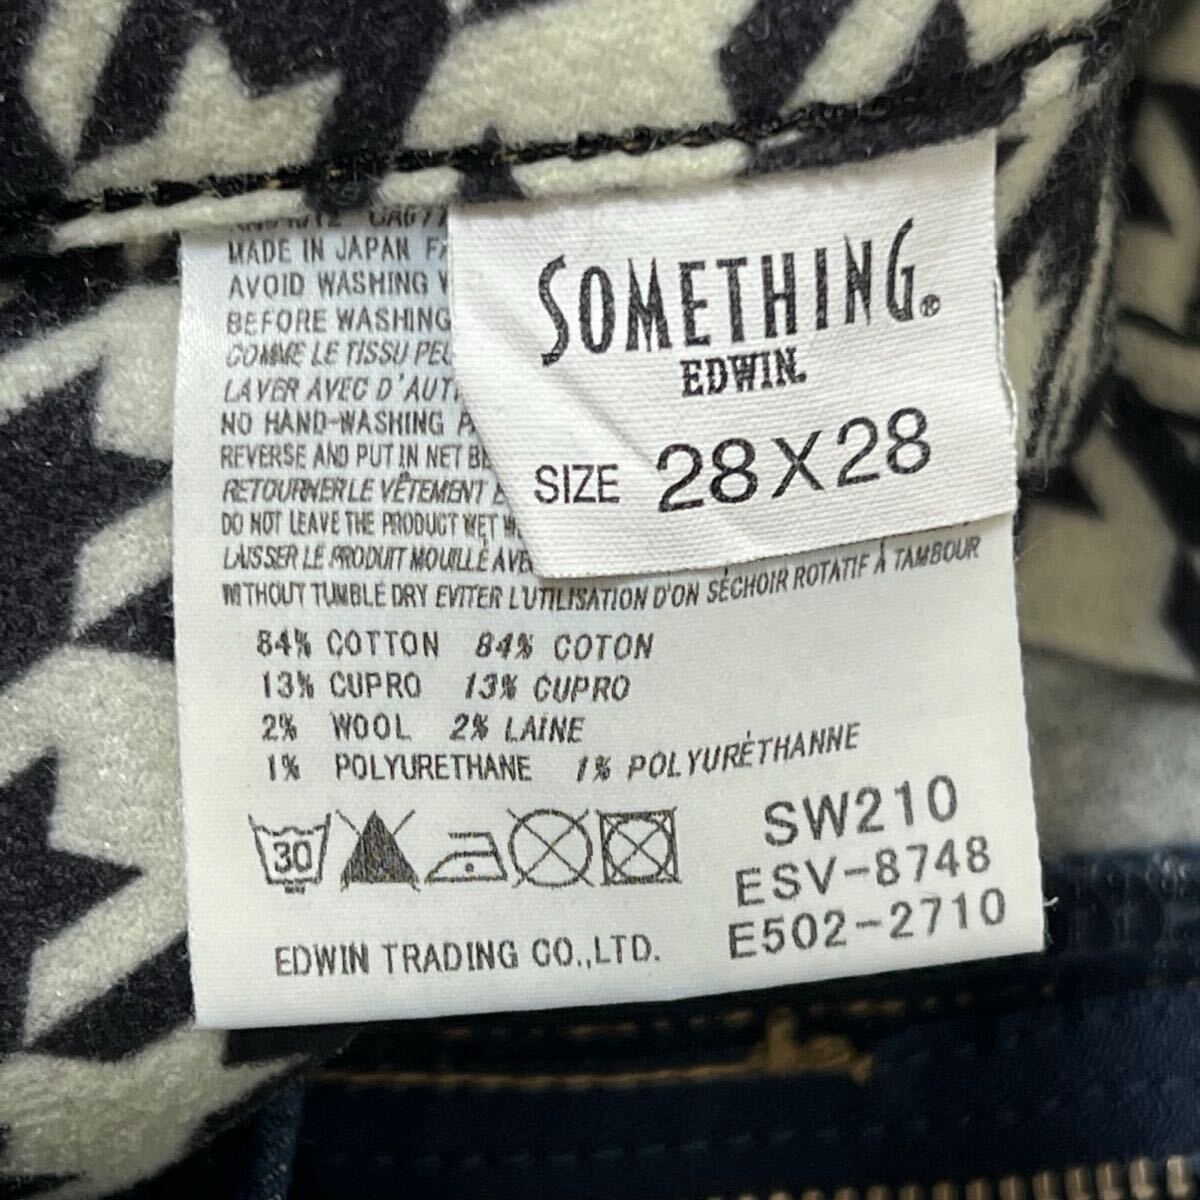 SOMETHING®
EDWIN.
SIZE 28X28
MADE IN JAPAN
AVOID WASHING
BEFORE WASHING
COMME LE TISSU
LAVER AVEC D'
NO HAND-WASHING
REVERSE AND PUT IN NET
RETOURNER LE VÊTEMENT
DO NOT LEAVE THE PRODUCT WET
LAISSER LE PRODUIT MOUILLÉ
WITHOUT TUMBLE DRY EVITER L'UTILISATION D'ON SÉCHOIR ROTATIF À TAMBOUR
84% COTTON 84% COTON
13% CUPRO 13% CUPRO
2% WOOL 2% LAINE
1% POLYURETHANE 1% POLYURÉTHANNE
30
SW210
ESV-8748
E502-2710
EDWIN TRADING CO.,LTD.